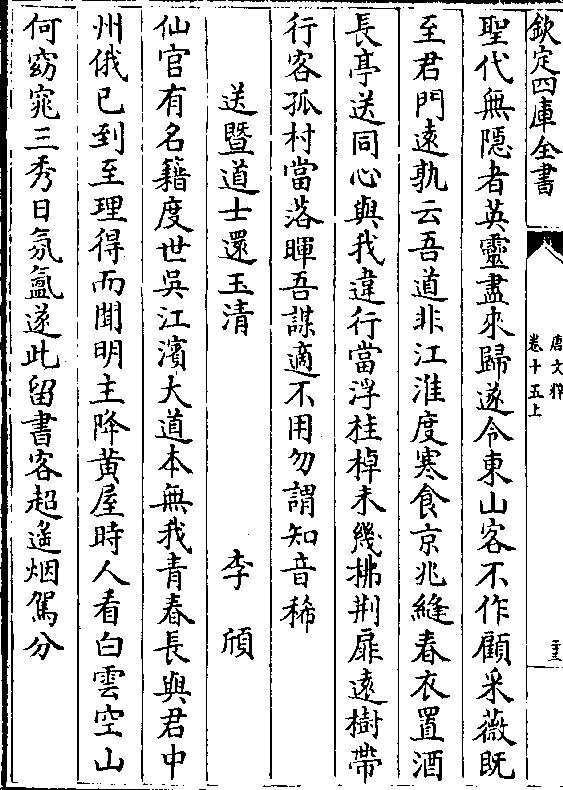 欽定四庫全書
唐文粹
卷十五上
二十三
聖代無隠者英靈盡來歸遂令東山客不作顧采薇既
至君門遠孰云吾道非江淮度寒食京兆縫春衣置酒
長亭送同心與我違行當浮桂棹未幾拂荆扉遠樹帶
行客孤村當落暉吾謀適不用勿謂知音稀
送暨道士還玉清　李頎
仙官有名籍度世吳江濱大道本無我青春長與君中
州俄已到至理得而聞明主降黄屋時人看白雲空山
何窈窕三秀日氛氳遂此留書客超遙烟駕分